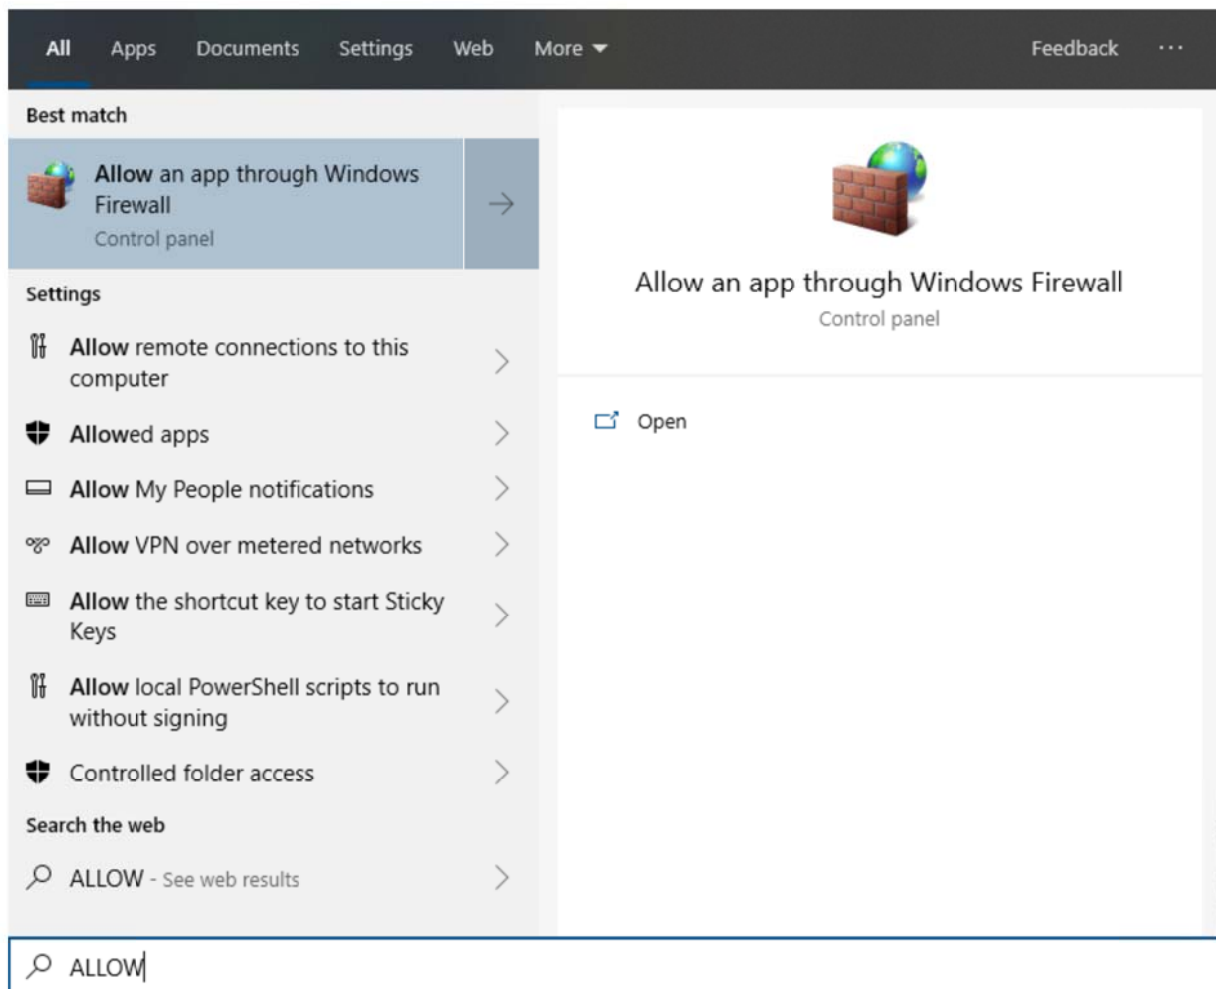 All Apps Documents Settings Web More Feedback ...
Best match
Allow an app through Windows
Firewall
Control panel
Settings
Allow remote connections to this
computer
Allowed apps
Allow My People notifications
Allow VPN over metered networks
Allow the shortcut key to start Sticky
Keys
Allow local PowerShell scripts to run
without signing
Controlled folder access
Search the web
ALLOW - See web results
ALLOW
Allow an app through Windows Firewall
Control panel
Open